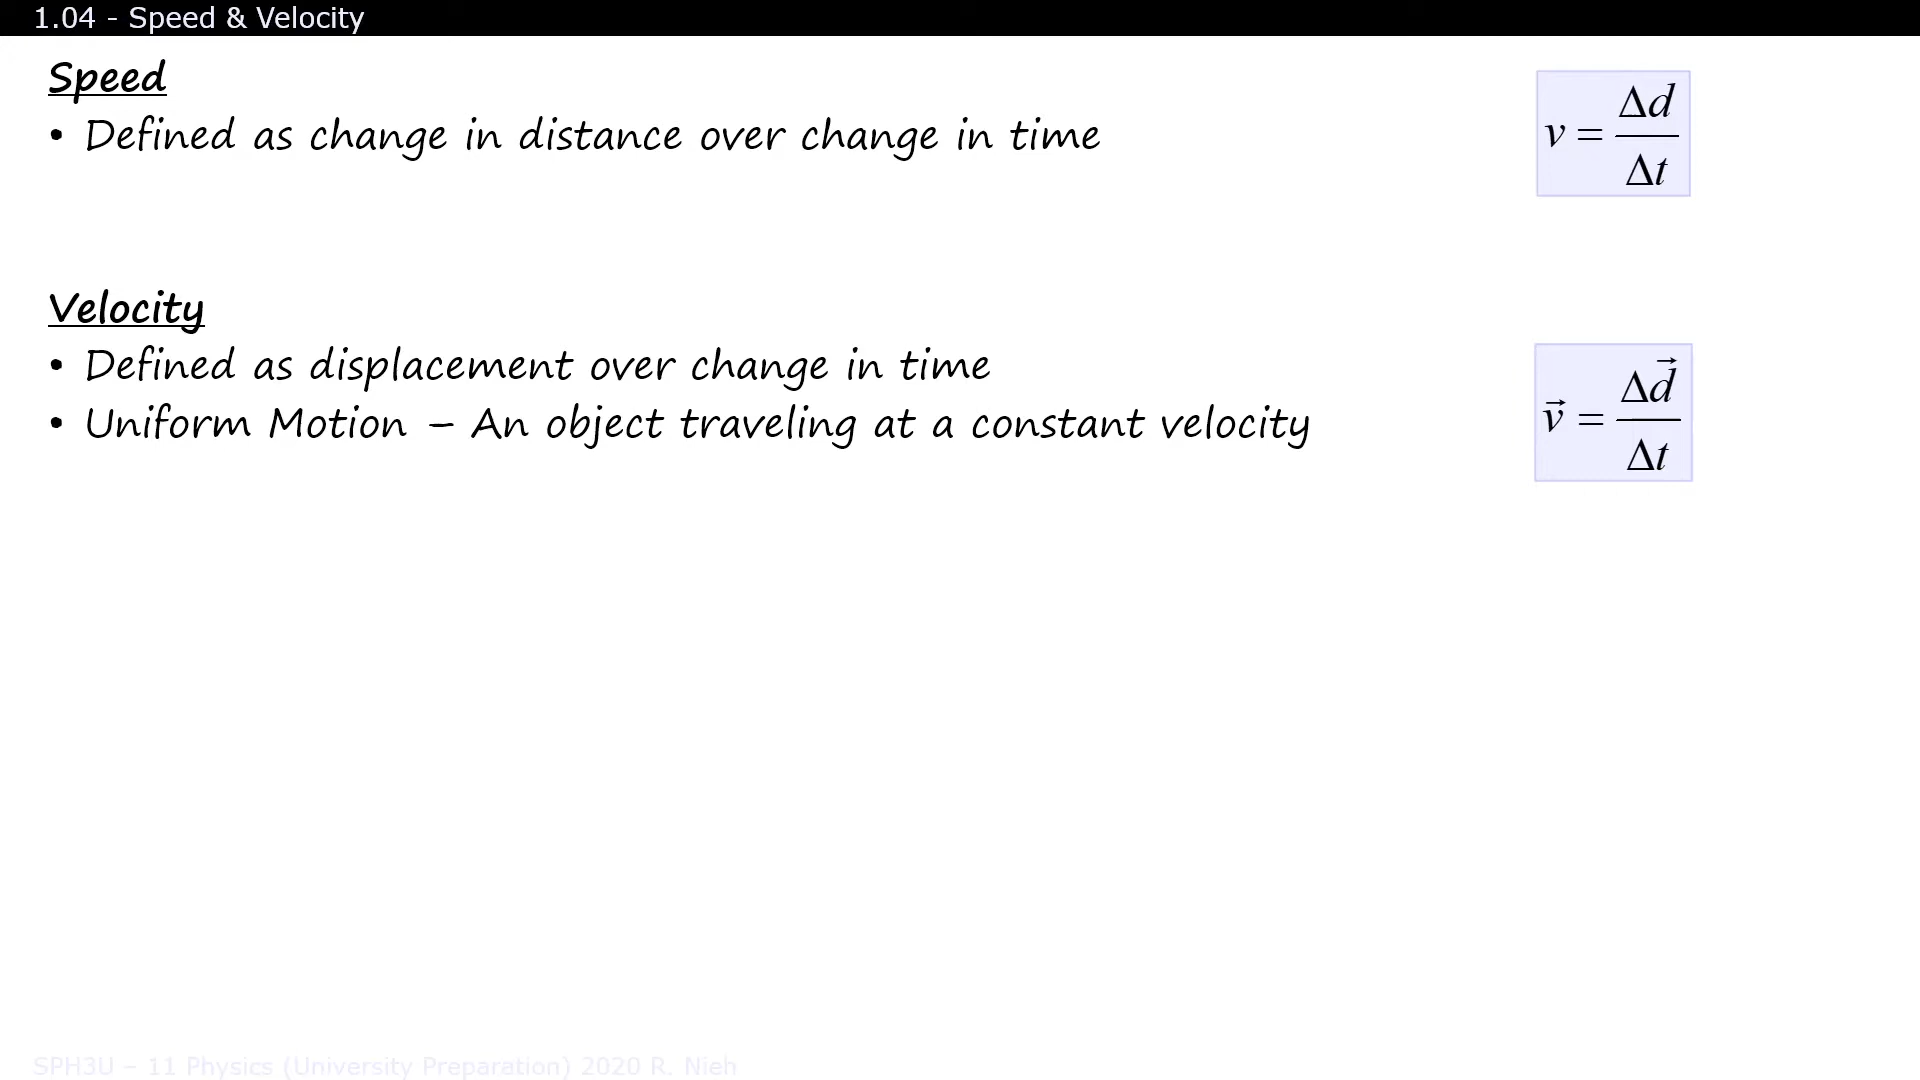 1.04 - Speed & Velocity
Speed
• Defined as change in distance over change in time
v = Δd / Δt
Velocity
• Defined as displacement over change in time
• Uniform Motion – An object traveling at a constant velocity
v⃗ = Δd⃗ / Δt
SPH3U – 11 Physics (University Preparation) 2020 R. Nieh